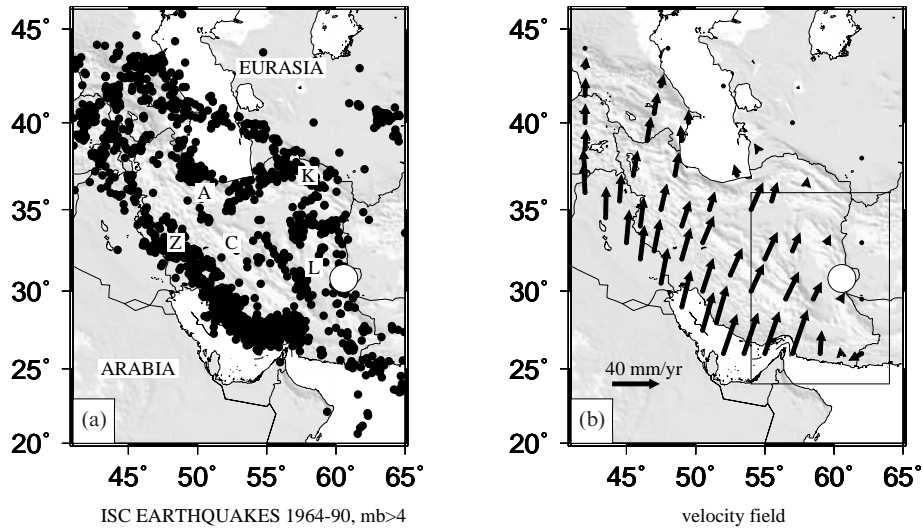 45˚ 45˚
EURASIA
40˚ 40˚
K
A
35˚ 35˚
Z C
L
30˚ 30˚
ARABIA 40 mm/yr
25˚ 25˚
(a) (b)
20˚ 20˚
45˚ 50˚ 55˚ 60˚ 65˚ 45˚ 50˚ 55˚ 60˚ 65˚
ISC EARTHQUAKES 1964-90, mb>4 velocity field